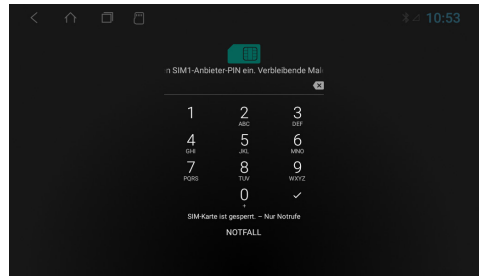 10:53
SIM1-Anbieter-PIN ein. Verbleibende
1
2 ABC
3 DEF
4 GHI
5 JKL
6 MNO
7 PQRS
8 TUV
9 WXYZ
0 +
SIM-Karte ist gesperrt. – Nur Notrufe
NOTFALL